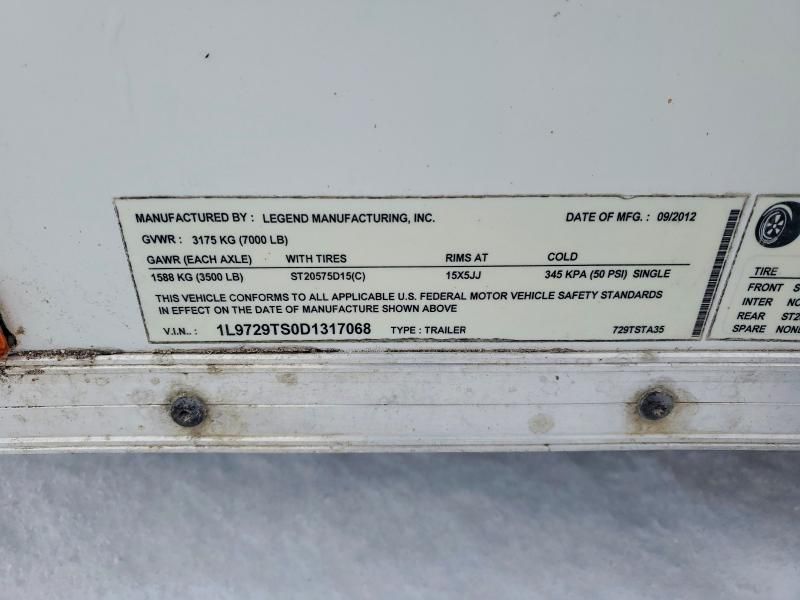 MANUFACTURED BY : LEGEND MANUFACTURING, INC. DATE OF MFG. : 09/2012
GVWR : 3175 KG (7000 LB)
GAWR (EACH AXLE) WITH TIRES RIMS AT COLD
1588 KG (3500 LB) ST20575D15(C) 15X5JJ 345 KPA (50 PSI) SINGLE
THIS VEHICLE CONFORMS TO ALL APPLICABLE U.S. FEDERAL MOTOR VEHICLE SAFETY STANDARDS
IN EFFECT ON THE DATE OF MANUFACTURE SHOWN ABOVE
V.I.N.. : 1L9729TS0D1317068 TYPE : TRAILER 729TSTA35
TIRE
FRONT S
INTER NO
REAR ST2
SPARE NONE